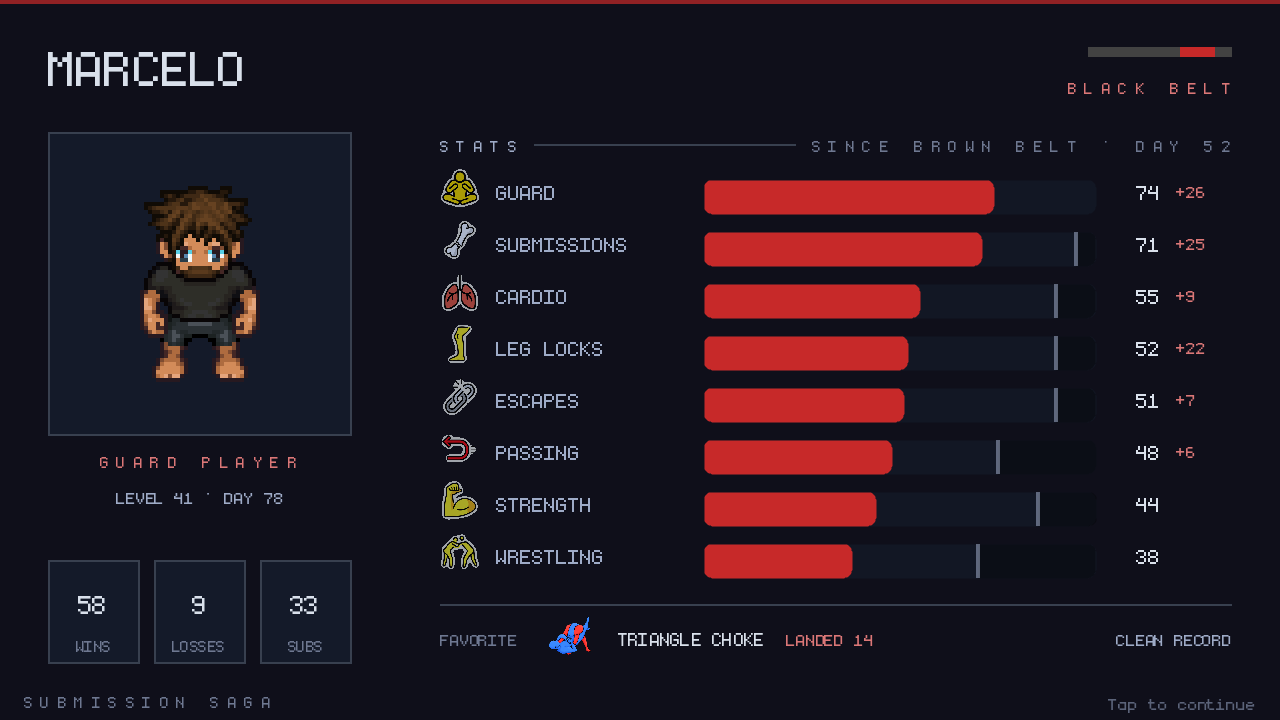 MARCELO
BLACK BELT
STATS SINCE BROWN BELT · DAY 52
GUARD 74 +26
SUBMISSIONS 71 +25
CARDIO 55 +9
LEG LOCKS 52 +22
ESCAPES 51 +7
PASSING 48 +6
STRENGTH 44
WRESTLING 38
GUARD PLAYER
LEVEL 41 · DAY 78
58 9 33
WINS LOSSES SUBS
FAVORITE TRIANGLE CHOKE LANDED 14 CLEAN RECORD
SUBMISSION SAGA
Tap to continue